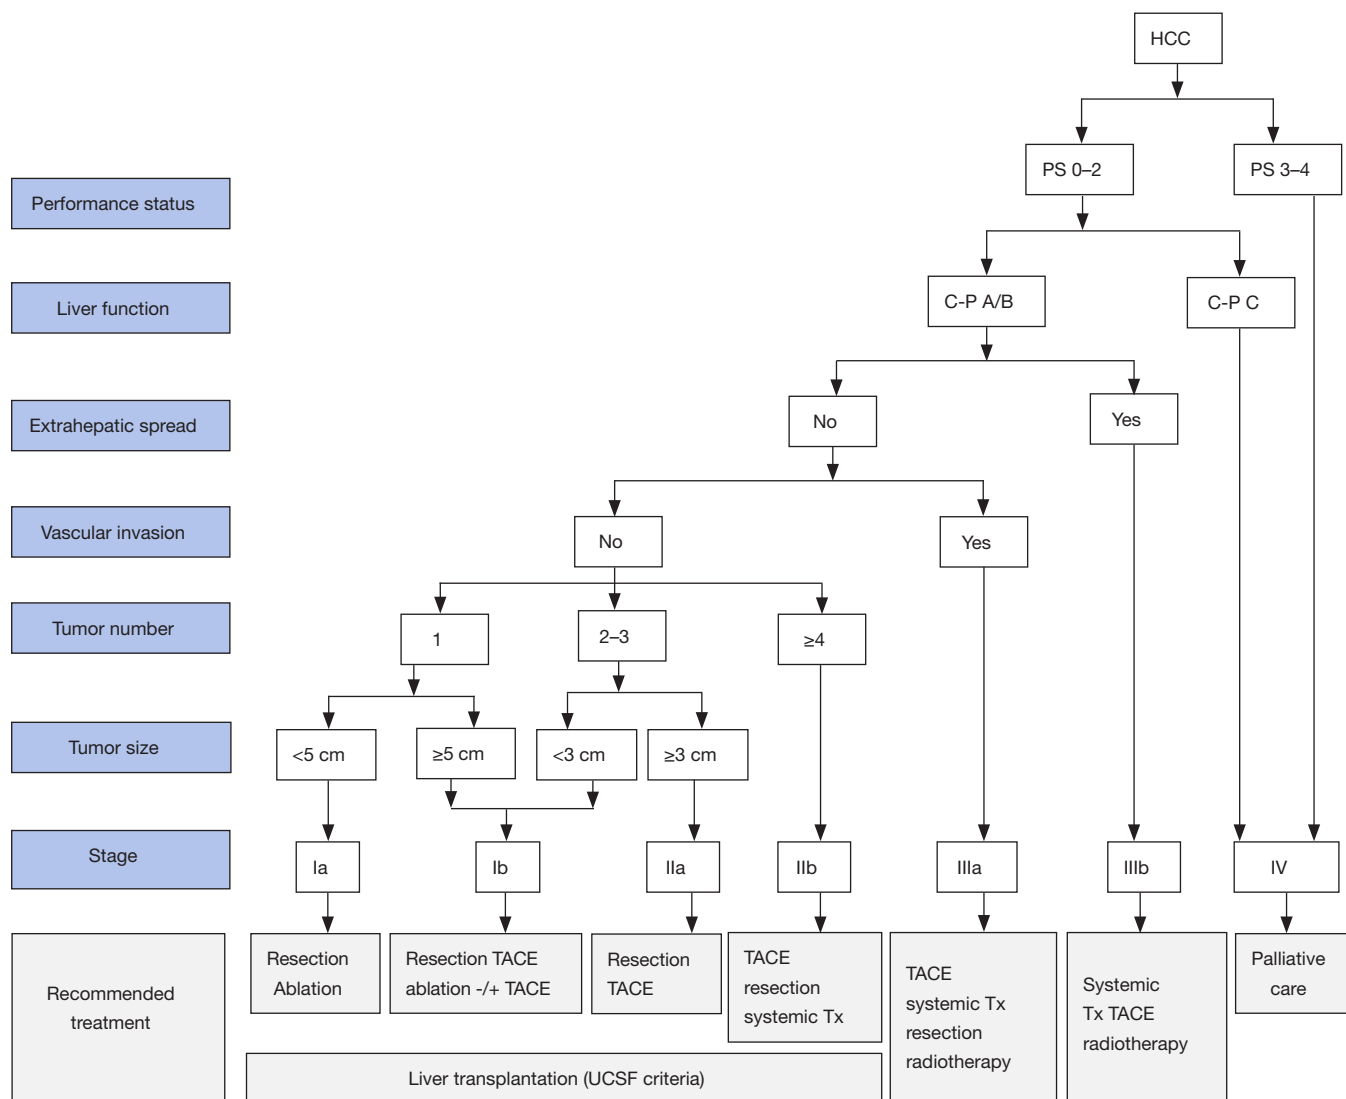 HCC
PS 0–2
PS 3–4
Performance status
Liver function
C-P A/B
C-P C
Extrahepatic spread
No
Yes
Vascular invasion
No
Yes
Tumor number
1
2–3
≥4
Tumor size
<5 cm
≥5 cm
<3 cm
≥3 cm
Stage
Ia
Ib
IIa
IIb
IIIa
IIIb
IV
Recommended
treatment
Resection
Ablation
Resection TACE
ablation -/+ TACE
Resection
TACE
TACE
resection
systemic Tx
TACE
systemic Tx
resection
radiotherapy
Systemic
Tx TACE
radiotherapy
Palliative
care
Liver transplantation (UCSF criteria)